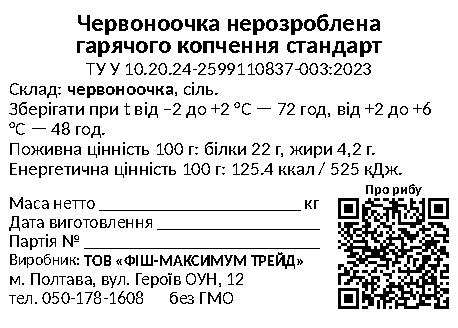 Червоноочка нерозроблена
гарячого копчення стандарт
ТУ У 10.20.24-2599110837-003:2023
Склад: червоноочка, сіль.
Зберігати при t від –2 до +2 °С — 72 год, від +2 до +6
°С — 48 год.
Поживна цінність 100 г: білки 22 г, жири 4,2 г.
Енергетична цінність 100 г: 125.4 ккал / 525 кДж.
Про рибу
Маса нетто ____________________ кг
Дата виготовлення ________________
Партія № _______________________
Виробник: ТОВ «ФІШ-МАКСИМУМ ТРЕЙД»
м. Полтава, вул. Героїв ОУН, 12
тел. 050-178-1608 без ГМО